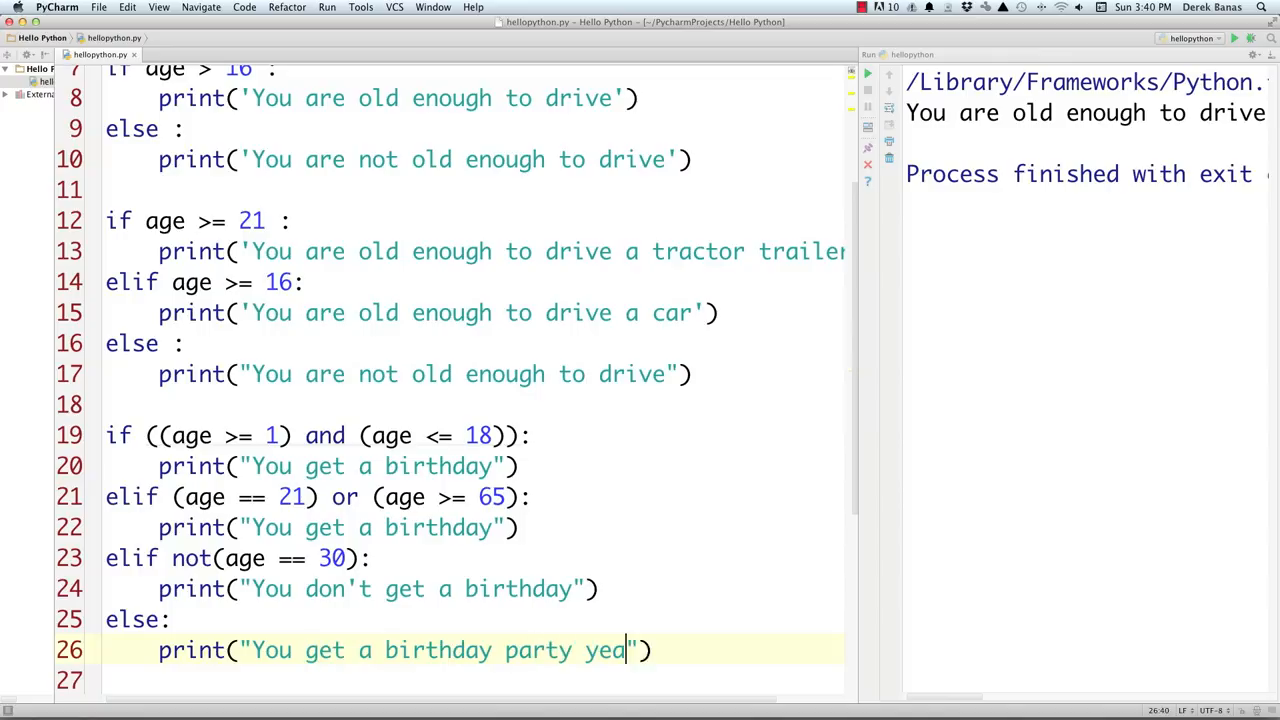 PyCharm File Edit View Navigate Code Refactor Run Tools VCS Window Help 10 Sun 3:40 PM Derek Banas
hellopython.py – Hello Python – [~/PycharmProjects/Hello Python]
Hello Python hellopython.py hellopython
hellopython.py × Run hellopython
Hello P
hello
Externa
7 if age > 16 :
8 print('You are old enough to drive')
9 else :
10 print('You are not old enough to drive')
11
12 if age >= 21 :
13 print('You are old enough to drive a tractor trailer
14 elif age >= 16:
15 print('You are old enough to drive a car')
16 else :
17 print("You are not old enough to drive")
18
19 if ((age >= 1) and (age <= 18)):
20 print("You get a birthday")
21 elif (age == 21) or (age >= 65):
22 print("You get a birthday")
23 elif not(age == 30):
24 print("You don't get a birthday")
25 else:
26 print("You get a birthday party yea")
27
/Library/Frameworks/Python.
You are old enough to drive
Process finished with exit
26:40 LF UTF-8